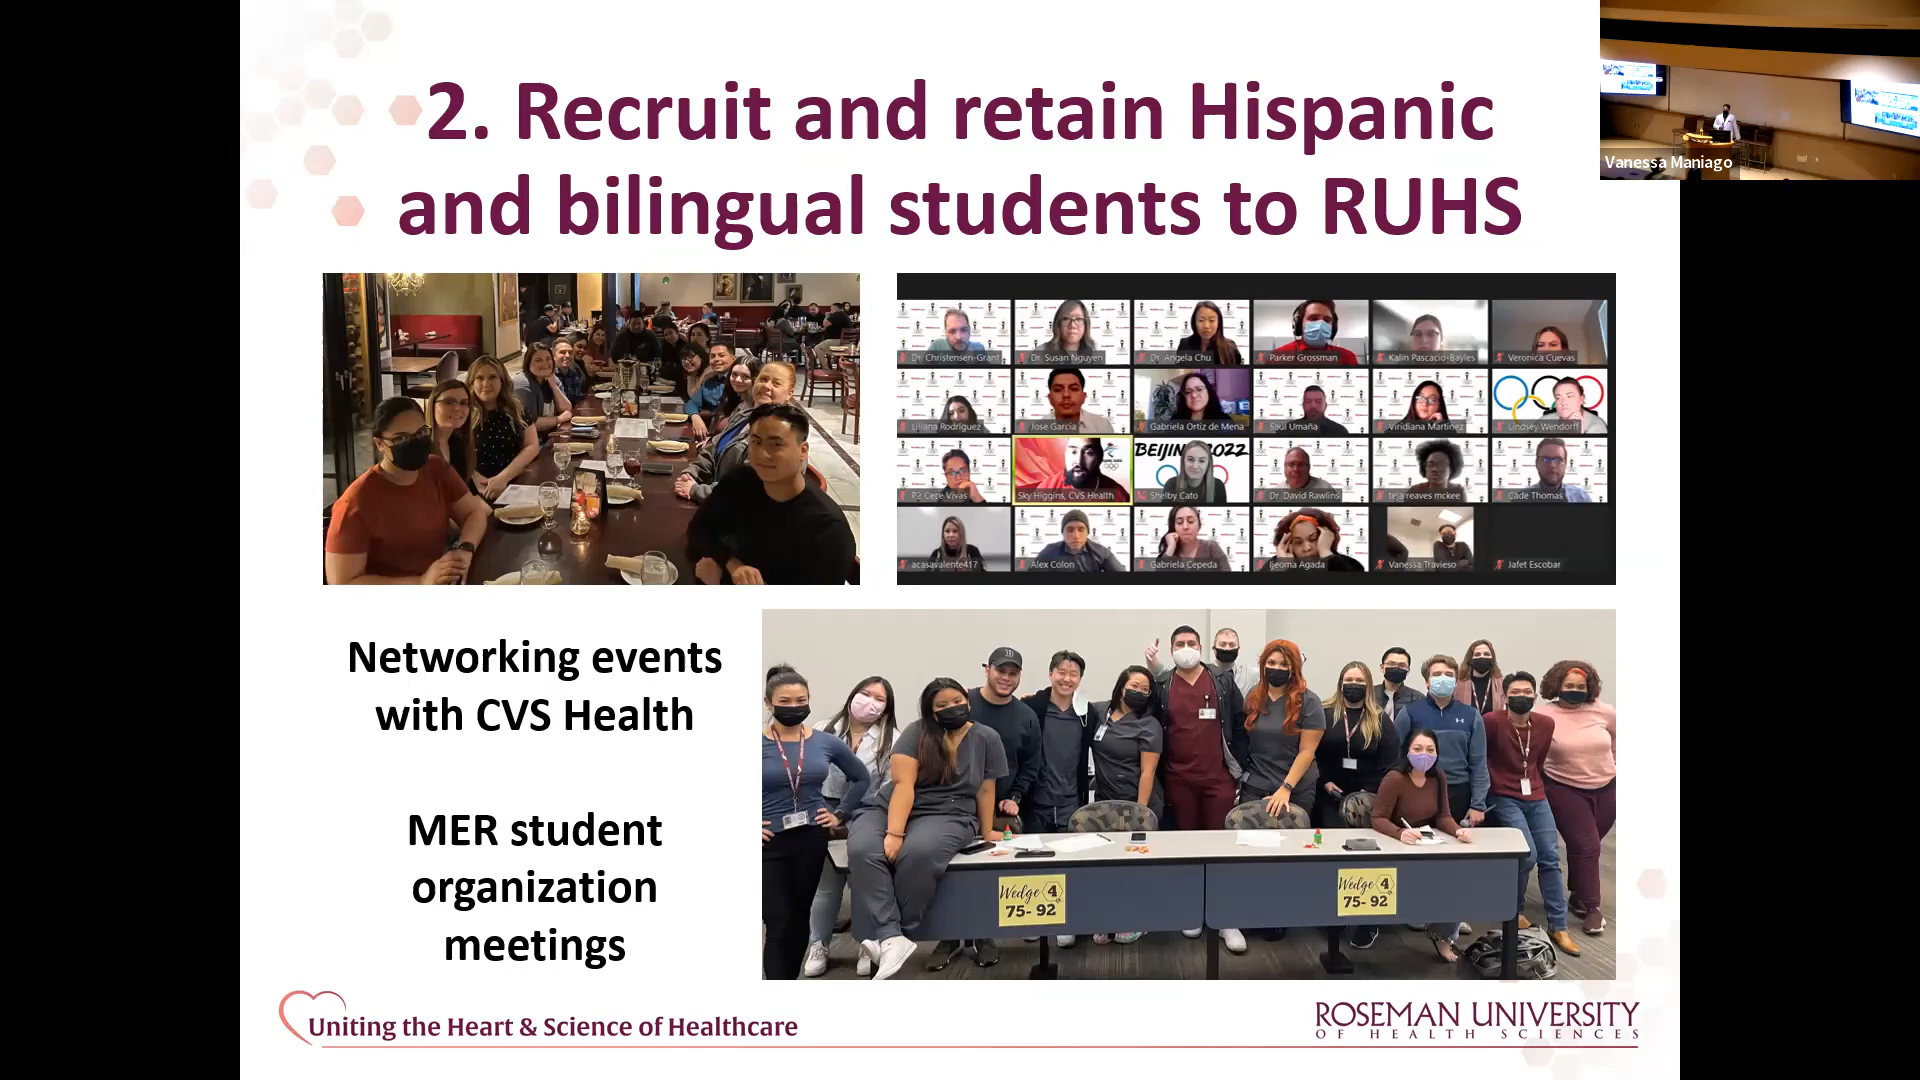 2. Recruit and retain Hispanic
and bilingual students to RUHS
Vanessa Maniago
Dr. Christensen-Grant
Dr. Susan Nguyen
Dr. Angela Chu
Parker Grossman
Kalin Pascacio-Bayles
Veronica Cuevas
Liliana Rodriguez
Jose Garcia
Gabriela Ortiz de Mena
Saul Umaña
Viridiana Martinez
Lindsey Wendorff
P2 Cece Vivas
Sky Higgins, CVS Health
BEIJING 2022
Shelby Cato
Dr. David Rawlins
teja reaves mckee
Cade Thomas
acasavalente417
Alex Colon
Gabriela Cepeda
Ijeoma Agada
Vanessa Travieso
Jafet Escobar
Networking events
with CVS Health
MER student
organization
meetings
Wedge 4
75- 92
Wedge 4
75- 92
Uniting the Heart & Science of Healthcare
ROSEMAN UNIVERSITY
OF HEALTH SCIENCES